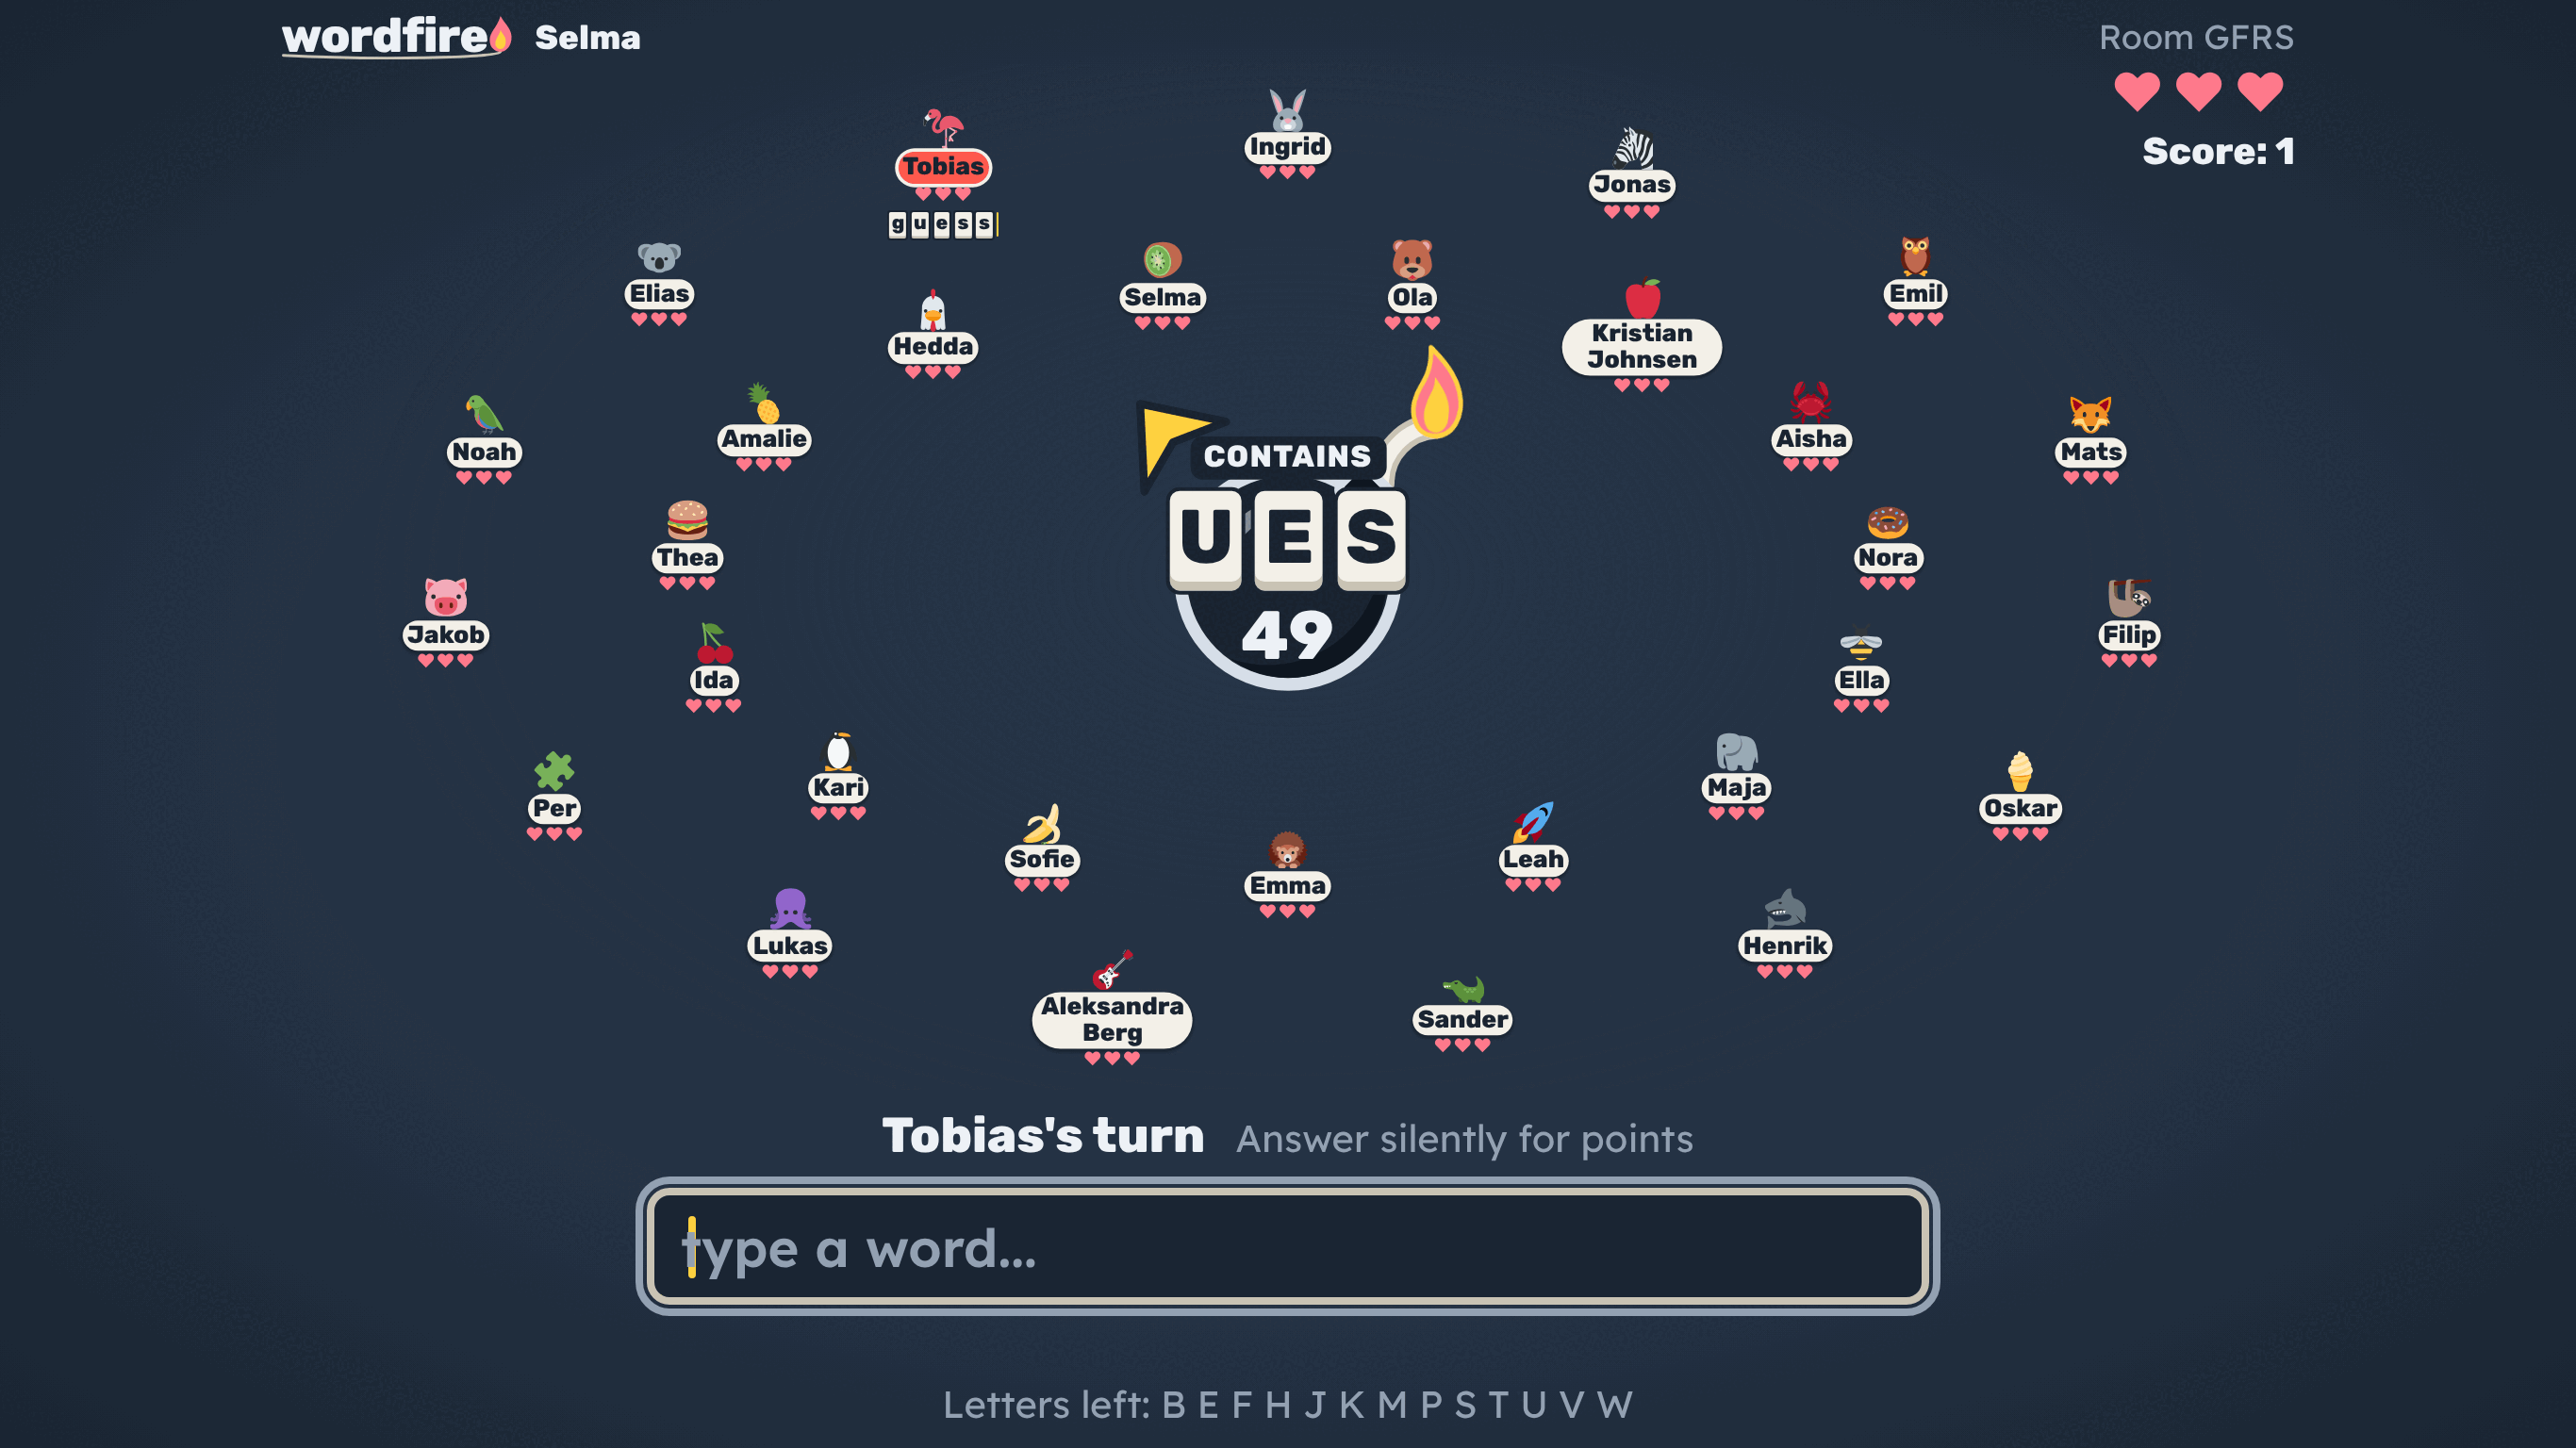 wordfire Selma
Room GFRS
Score: 1
Ingrid
Tobias
guess
Jonas
Elias
Selma
Ola
Emil
Hedda
Kristian
Johnsen
Noah
Amalie
Aisha
Mats
CONTAINS
UES
49
Thea
Nora
Jakob
Filip
Ida
Ella
Per
Kari
Maja
Oskar
Sofie
Emma
Leah
Lukas
Henrik
Aleksandra
Berg
Sander
Tobias's turn Answer silently for points
type a word...
Letters left: B E F H J K M P S T U V W